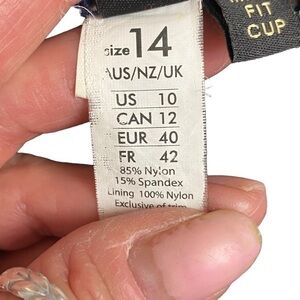 size 14
AUS/NZ/UK
US 10
CAN 12
EUR 40
FR 42
85% Nylon
15% Spandex
Lining 100% Nylon
Exclusive of trim
FIT
CUP